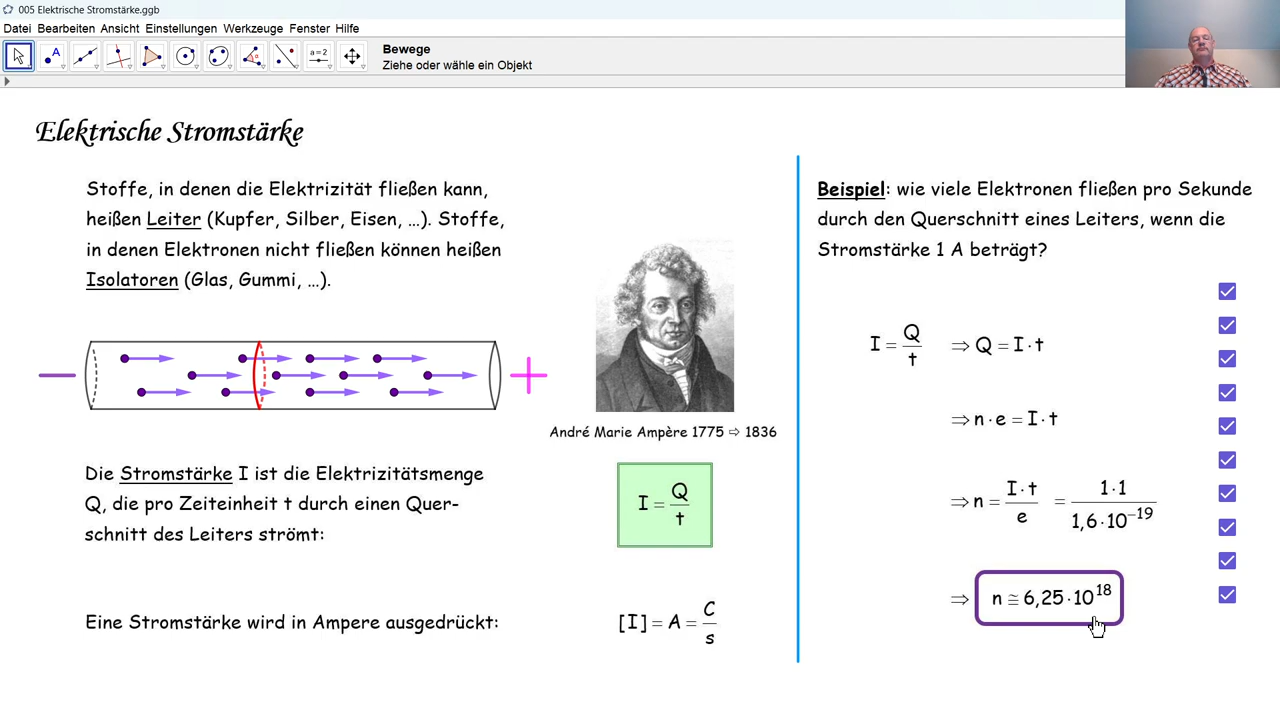 005 Elektrische Stromstärke.ggb
Datei Bearbeiten Ansicht Einstellungen Werkzeuge Fenster Hilfe
A
a=2
Bewege
Ziehe oder wähle ein Objekt
Elektrische Stromstärke
Stoffe, in denen die Elektrizität fließen kann,
heißen Leiter (Kupfer, Silber, Eisen, ...). Stoffe,
in denen Elektronen nicht fließen können heißen
Isolatoren (Glas, Gummi, ...).
André Marie Ampère 1775 ⇨ 1836
Die Stromstärke I ist die Elektrizitätsmenge
Q, die pro Zeiteinheit t durch einen Quer-
schnitt des Leiters strömt:
I = Q/t
Eine Stromstärke wird in Ampere ausgedrückt:
[I] = A = C/s
Beispiel: wie viele Elektronen fließen pro Sekunde
durch den Querschnitt eines Leiters, wenn die
Stromstärke 1 A beträgt?
I = Q/t ⇒ Q = I · t
⇒ n · e = I · t
⇒ n = I · t / e = 1 · 1 / 1,6 · 10⁻¹⁹
⇒ n ≅ 6,25 · 10¹⁸